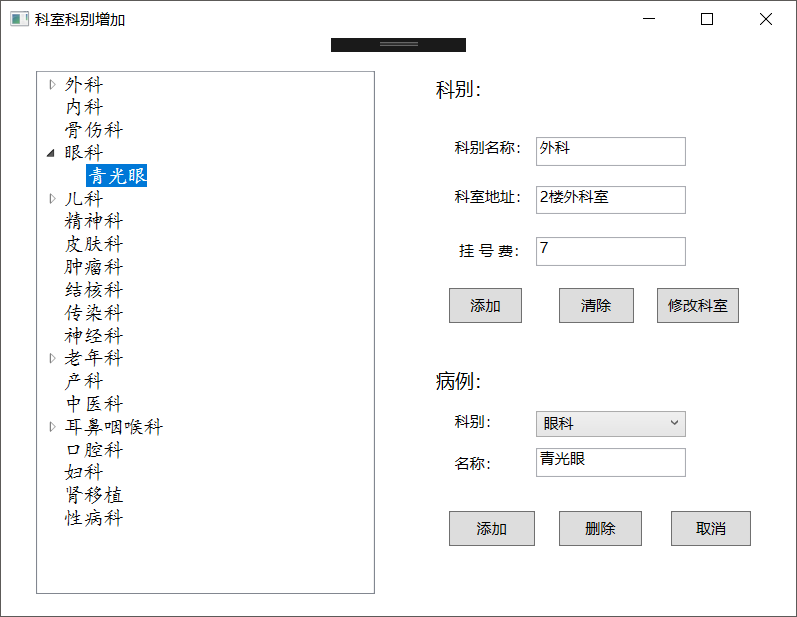 科室科别增加
外科
内科
骨伤科
眼科
青光眼
儿科
精神科
皮肤科
肿瘤科
结核科
传染科
神经科
老年科
产科
中医科
耳鼻咽喉科
口腔科
妇科
肾移植
性病科
科别：
科别名称： 外科
科室地址： 2楼外科室
挂 号 费： 7
添加 清除 修改科室
病例：
科别： 眼科
名称： 青光眼
添加 删除 取消